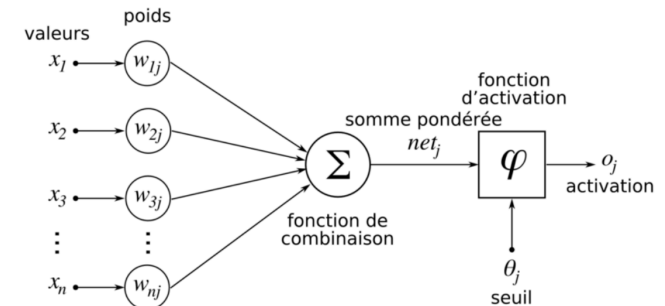 poids
valeurs
x1
w1j
x2
w2j
x3
w3j
xn
wnj
Σ
fonction de
combinaison
somme pondérée
netj
fonction
d’activation
φ
oj
activation
θj
seuil